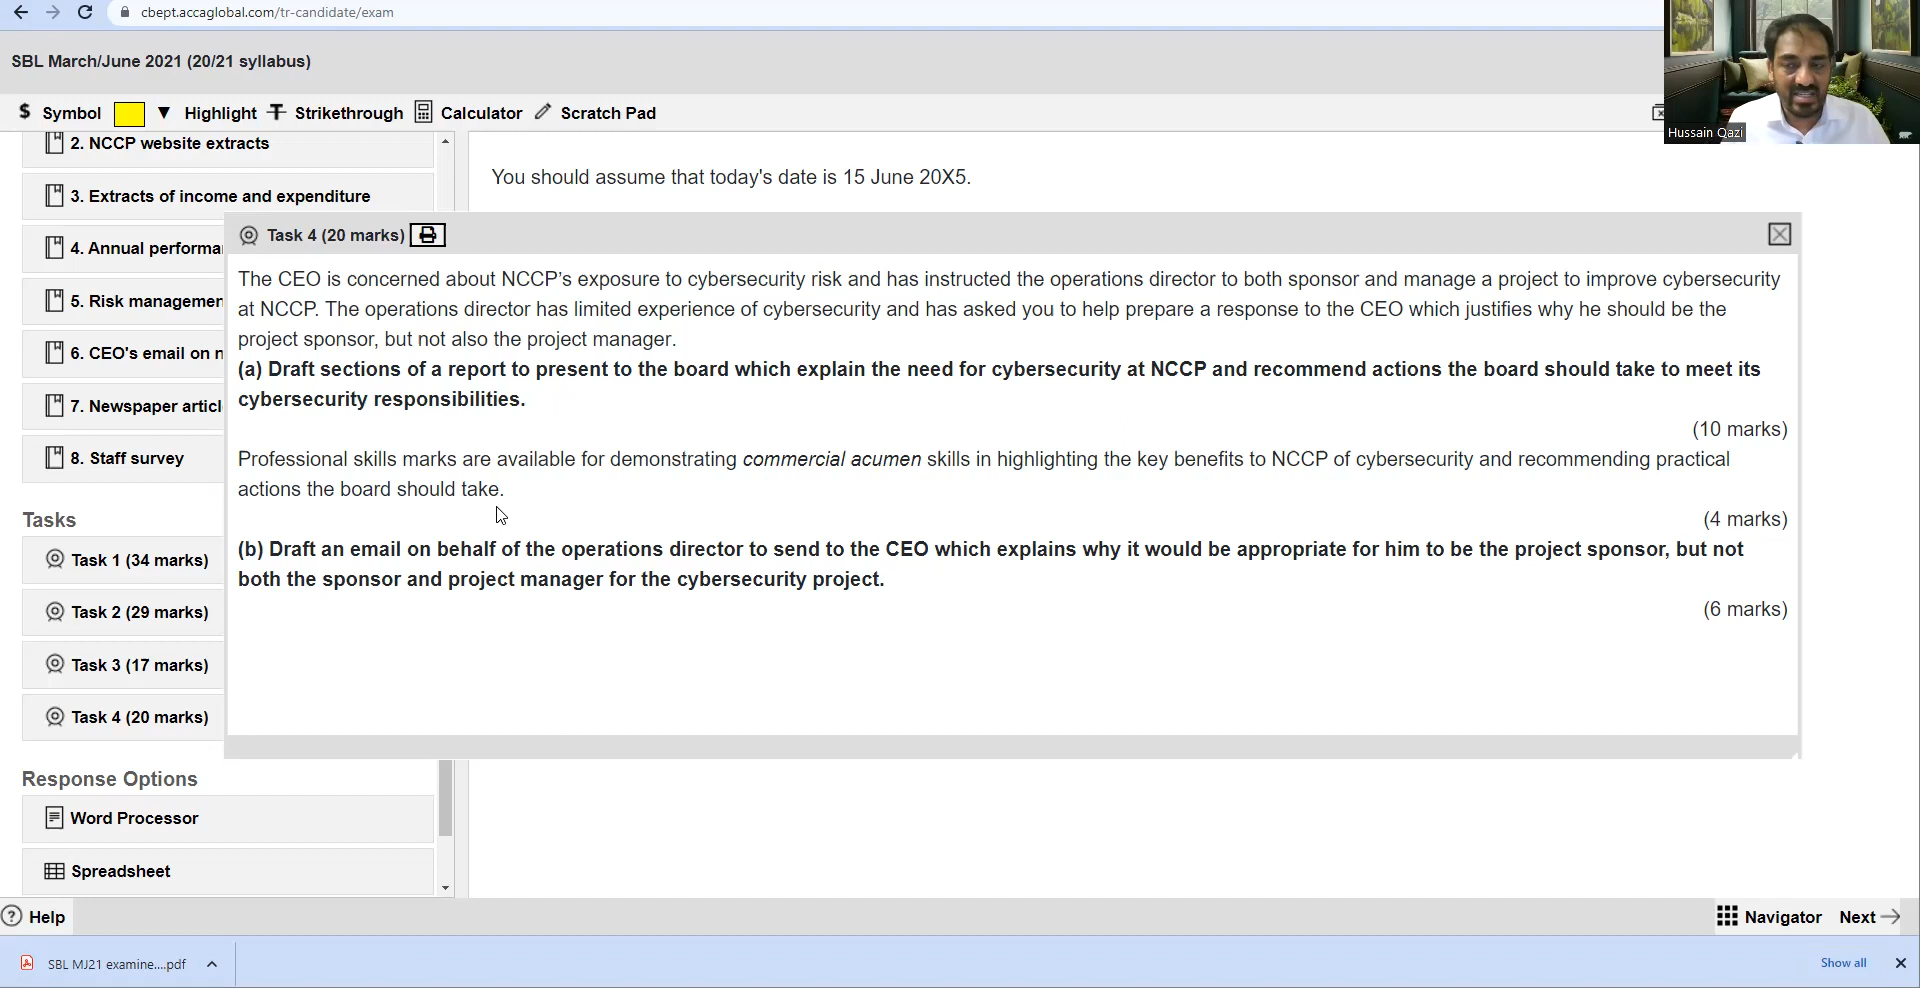 cbept.accaglobal.com/tr-candidate/exam
SBL March/June 2021 (20/21 syllabus)
$ Symbol ▼ Highlight Strikethrough Calculator Scratch Pad
Hussain Qazi
2. NCCP website extracts
3. Extracts of income and expenditure
4. Annual performa
5. Risk managemen
6. CEO's email on n
7. Newspaper articl
8. Staff survey
Tasks
Task 1 (34 marks)
Task 2 (29 marks)
Task 3 (17 marks)
Task 4 (20 marks)
Response Options
Word Processor
Spreadsheet
You should assume that today's date is 15 June 20X5.
Task 4 (20 marks)
The CEO is concerned about NCCP's exposure to cybersecurity risk and has instructed the operations director to both sponsor and manage a project to improve cybersecurity
at NCCP. The operations director has limited experience of cybersecurity and has asked you to help prepare a response to the CEO which justifies why he should be the
project sponsor, but not also the project manager.
(a) Draft sections of a report to present to the board which explain the need for cybersecurity at NCCP and recommend actions the board should take to meet its
cybersecurity responsibilities.
(10 marks)
Professional skills marks are available for demonstrating commercial acumen skills in highlighting the key benefits to NCCP of cybersecurity and recommending practical
actions the board should take.
(4 marks)
(b) Draft an email on behalf of the operations director to send to the CEO which explains why it would be appropriate for him to be the project sponsor, but not
both the sponsor and project manager for the cybersecurity project.
(6 marks)
? Help
Navigator Next
SBL MJ21 examine....pdf
Show all